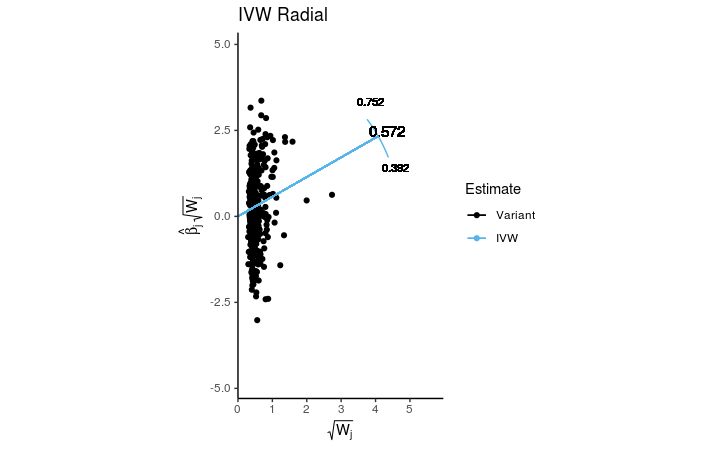 IVW Radial
5.0
2.5
0.0
-2.5
-5.0
β̂ⱼ√Wⱼ
0.752
0.572
0.392
0 1 2 3 4 5
√Wⱼ
Estimate
Variant
IVW